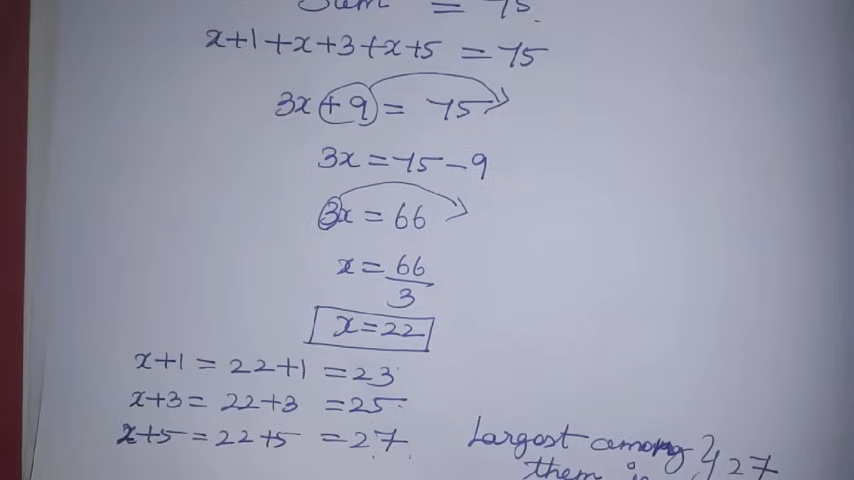 Sum = 75.
x+1+x+3+x+5 = 75
3x+9 = 75
3x = 75-9
3x = 66
x = 66/3
x=22
x+1 = 22+1 = 23
x+3 = 22+3 = 25
x+5 = 22+5 = 27
Largest among } 27
them is